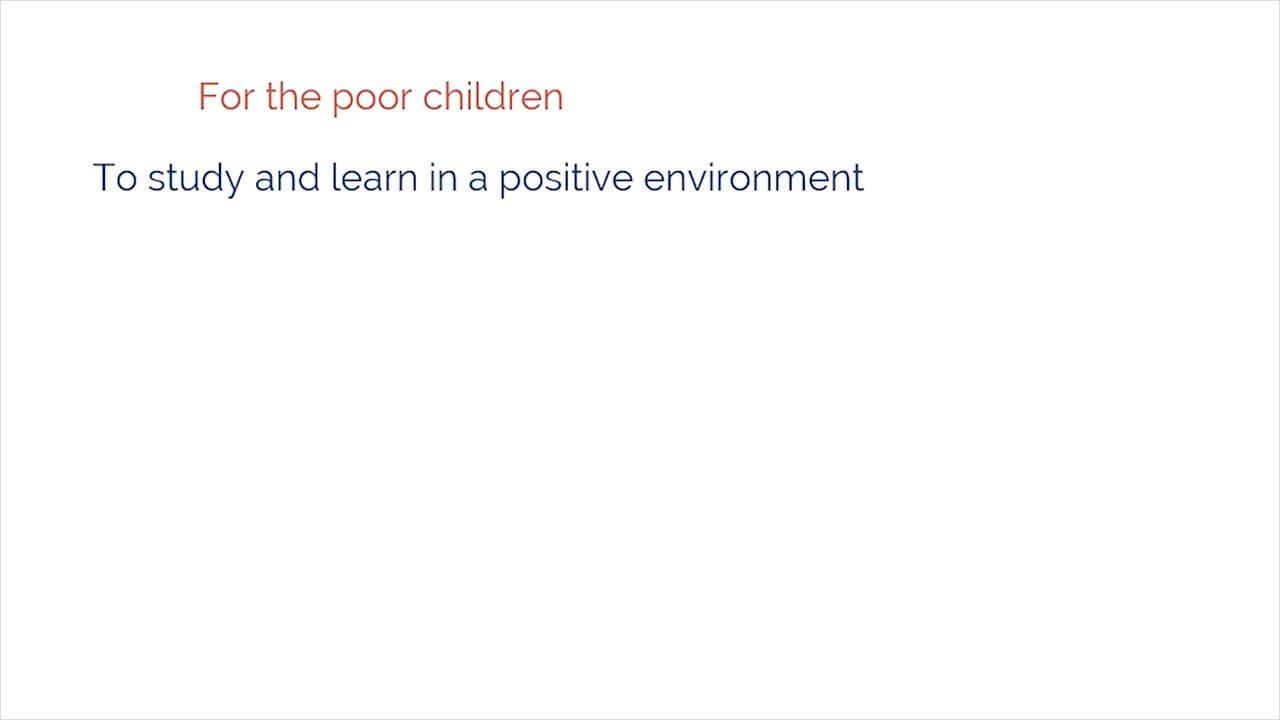 For the poor children
To study and learn in a positive environment